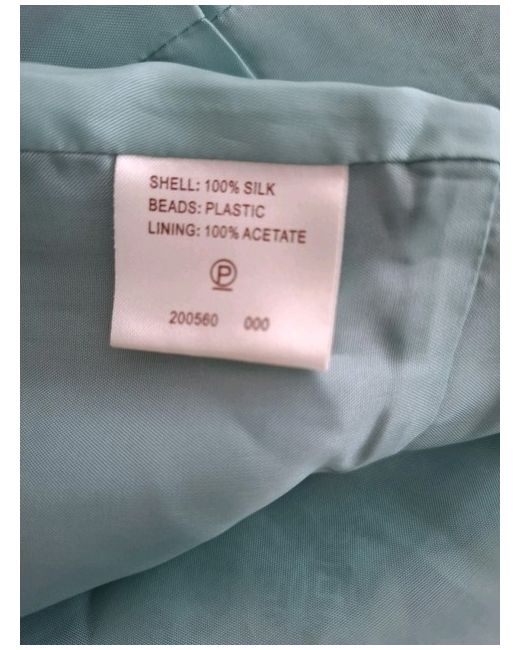 SHELL: 100% SILK
BEADS: PLASTIC
LINING: 100% ACETATE
P
200560 000